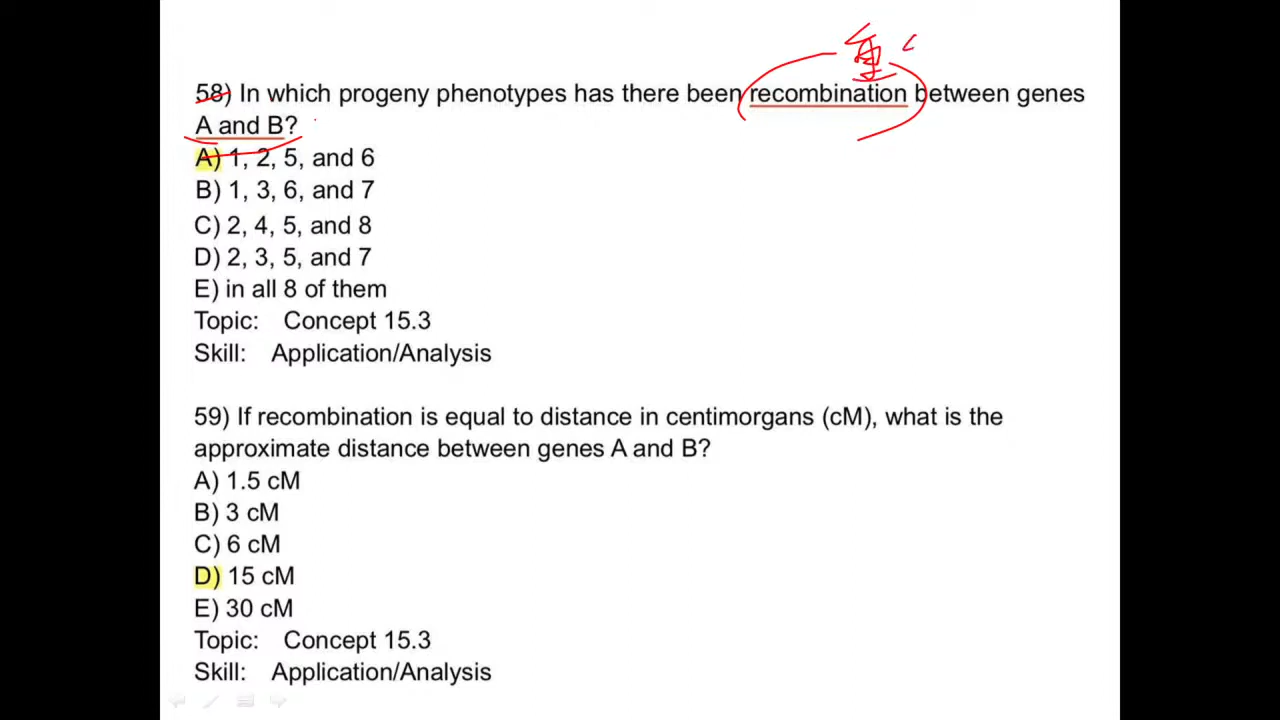 重
58) In which progeny phenotypes has there been recombination between genes
A and B?
A) 1, 2, 5, and 6
B) 1, 3, 6, and 7
C) 2, 4, 5, and 8
D) 2, 3, 5, and 7
E) in all 8 of them
Topic: Concept 15.3
Skill: Application/Analysis
59) If recombination is equal to distance in centimorgans (cM), what is the
approximate distance between genes A and B?
A) 1.5 cM
B) 3 cM
C) 6 cM
D) 15 cM
E) 30 cM
Topic: Concept 15.3
Skill: Application/Analysis